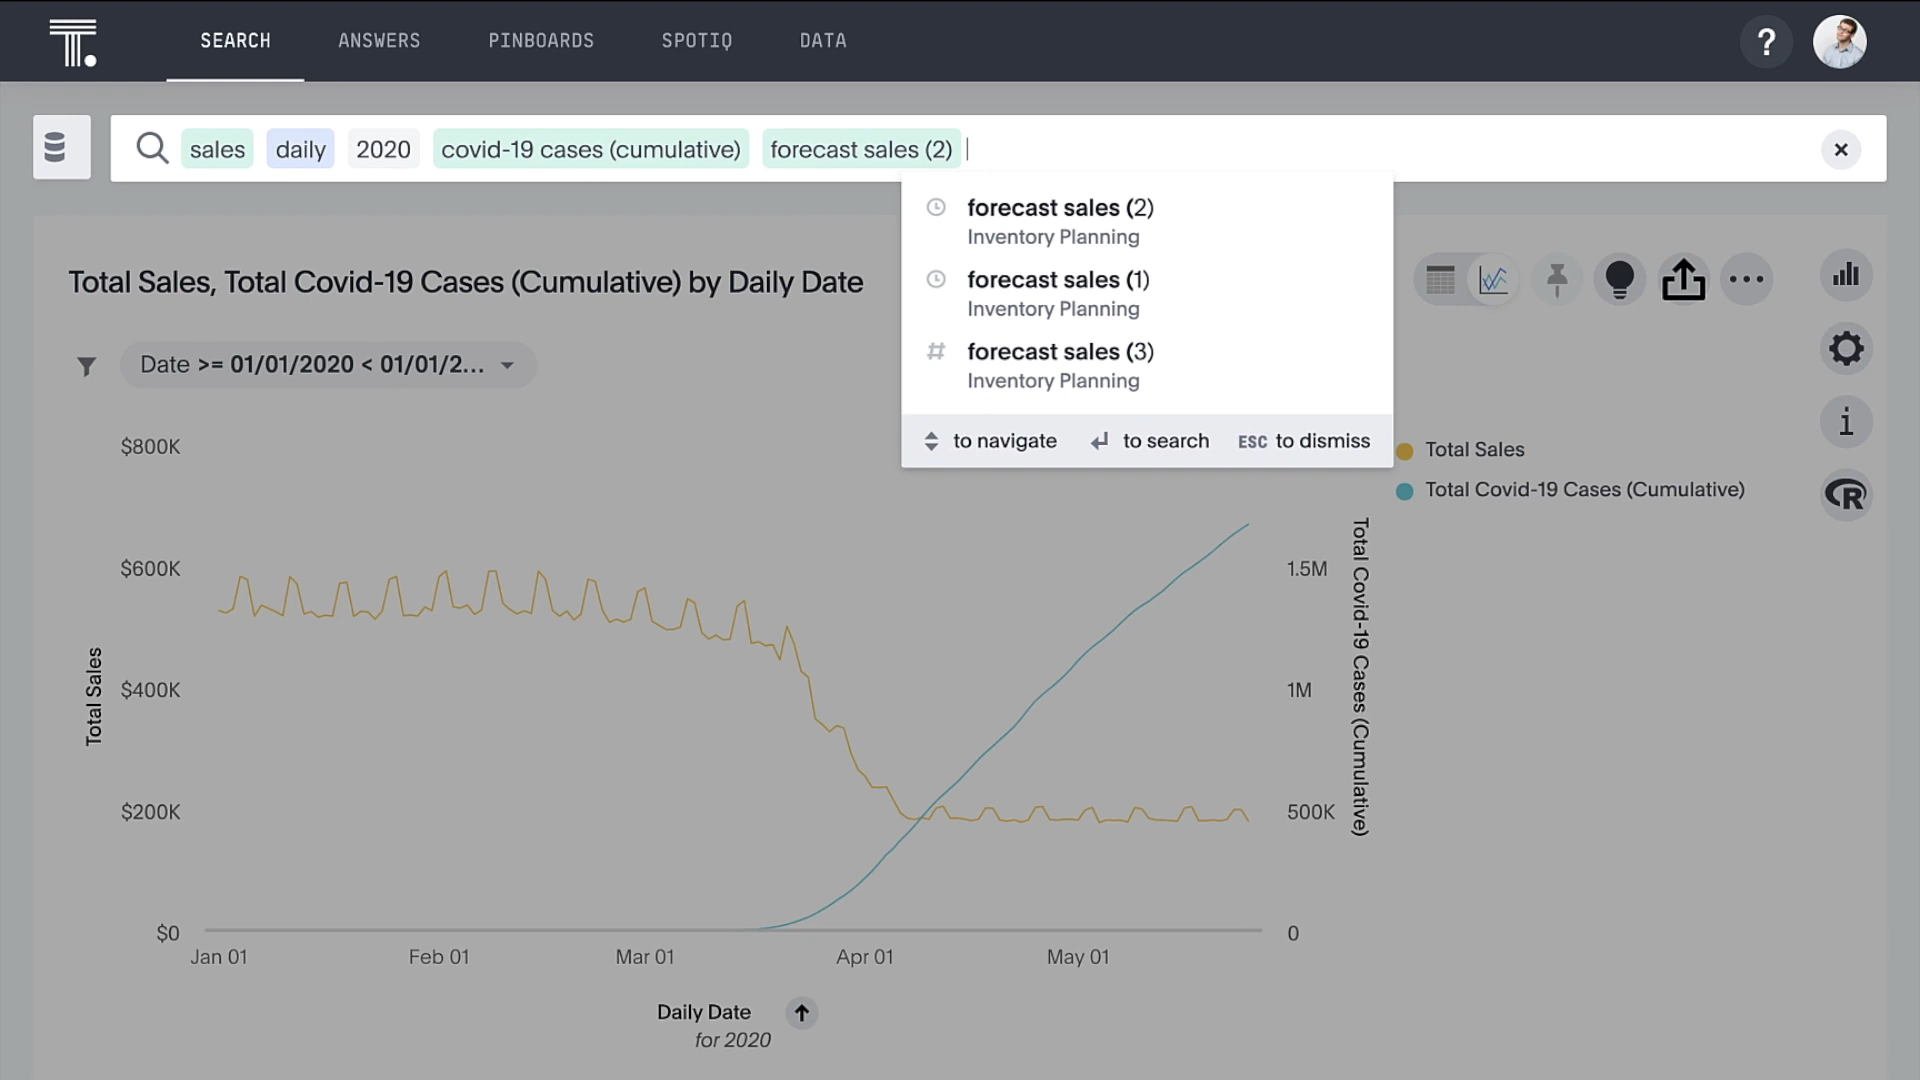 T.
SEARCH
ANSWERS
PINBOARDS
SPOTIQ
DATA
?
sales daily 2020 covid-19 cases (cumulative) forecast sales (2)
forecast sales (2)
Inventory Planning
forecast sales (1)
Inventory Planning
forecast sales (3)
Inventory Planning
to navigate
to search
ESC to dismiss
Total Sales, Total Covid-19 Cases (Cumulative) by Daily Date
Date >= 01/01/2020 < 01/01/2...
i
R
Total Sales
Total Covid-19 Cases (Cumulative)
$800K
$600K
$400K
$200K
$0
Total Sales
1.5M
1M
500K
0
Total Covid-19 Cases (Cumulative)
Jan 01
Feb 01
Mar 01
Apr 01
May 01
Daily Date
for 2020